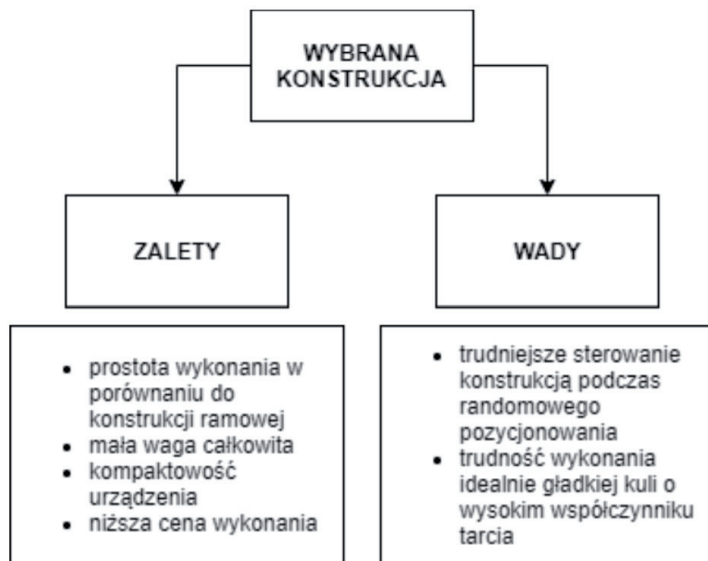 WYBRANA
KONSTRUKCJA
ZALETY
WADY
• prostota wykonania w
porównaniu do
konstrukcji ramowej
• mała waga całkowita
• kompaktowość
urządzenia
• niższa cena wykonania
• trudniejsze sterowanie
konstrukcją podczas
randomowego
pozycjonowania
• trudność wykonania
idealnie gładkiej kuli o
wysokim współczynniku
tarcia